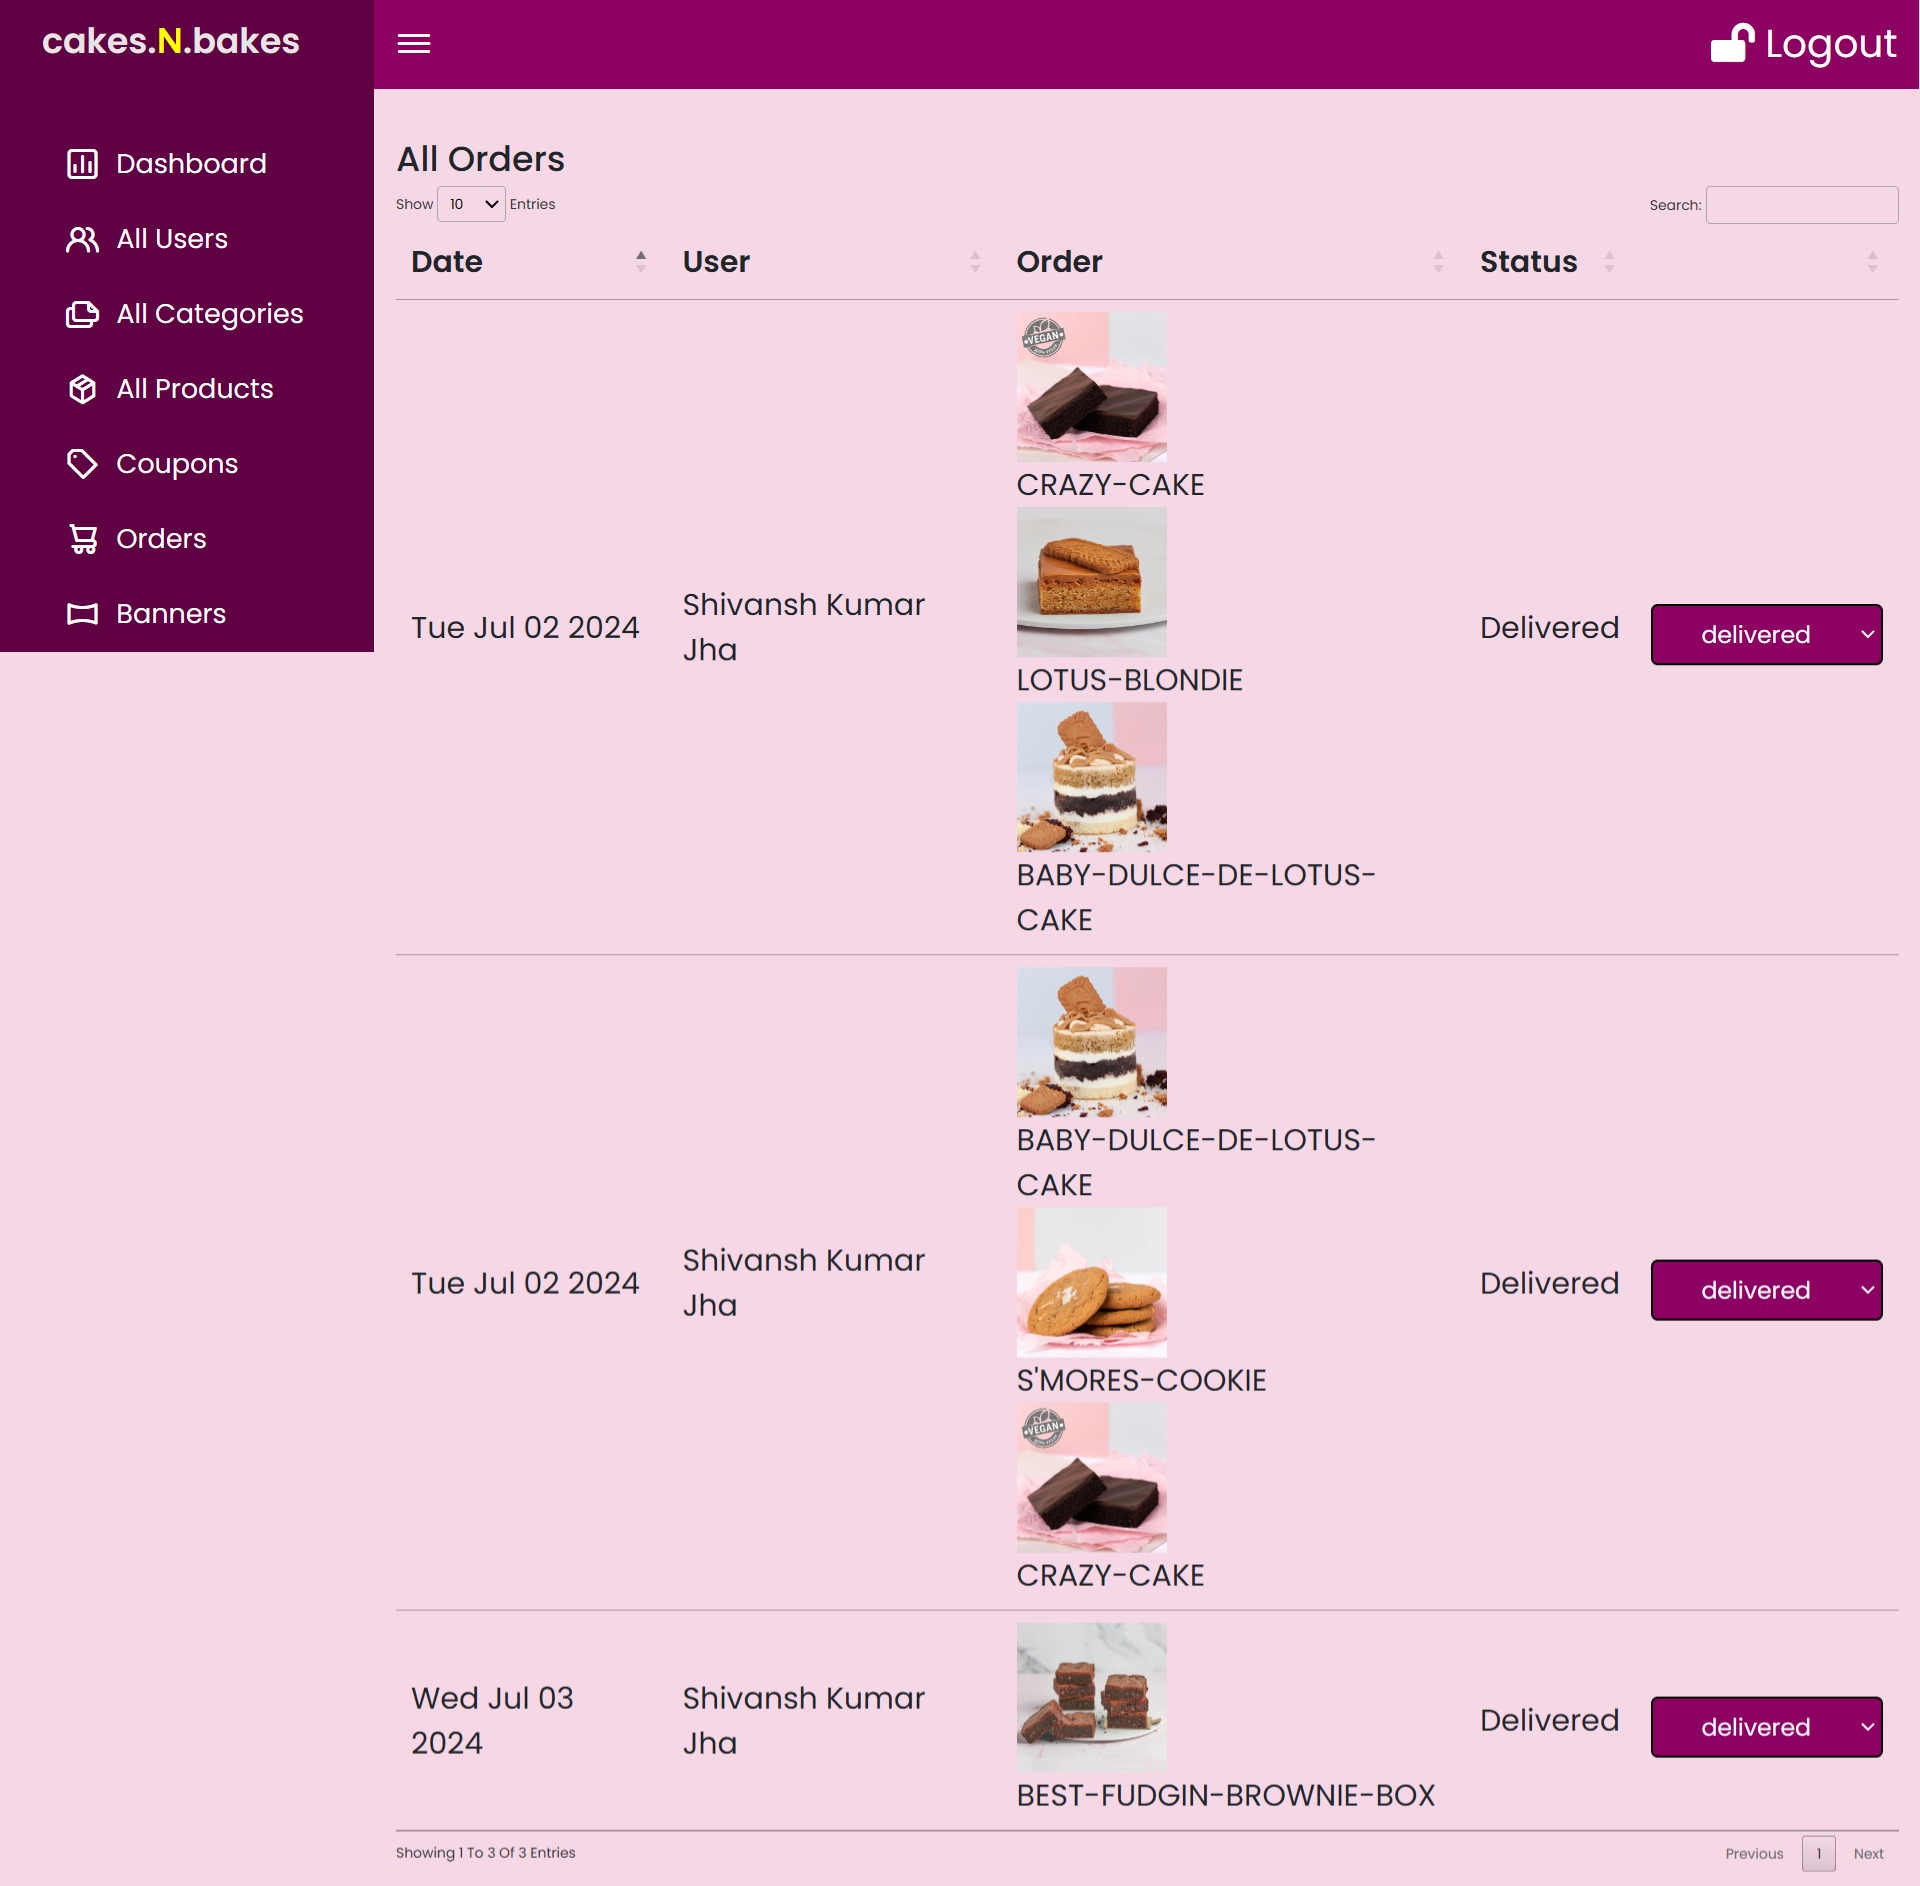 cakes.N.bakes
Logout
Dashboard
All Users
All Categories
All Products
Coupons
Orders
Banners
All Orders
Show 10 Entries
Search:
Date User Order Status
VEGAN
CRAZY-CAKE
LOTUS-BLONDIE
BABY-DULCE-DE-LOTUS-
CAKE
Tue Jul 02 2024
Shivansh Kumar
Jha
Delivered
delivered
BABY-DULCE-DE-LOTUS-
CAKE
S'MORES-COOKIE
VEGAN
CRAZY-CAKE
Tue Jul 02 2024
Shivansh Kumar
Jha
Delivered
delivered
Wed Jul 03
2024
Shivansh Kumar
Jha
BEST-FUDGIN-BROWNIE-BOX
Delivered
delivered
Showing 1 To 3 Of 3 Entries
Previous 1 Next